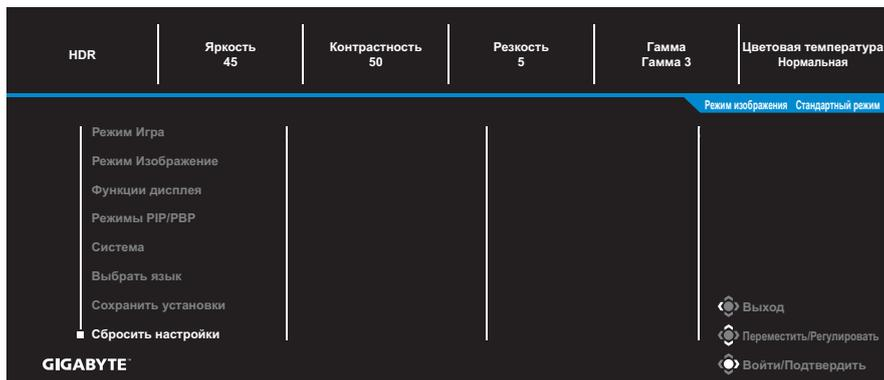 HDR
Яркость
45
Контрастность
50
Резкость
5
Гамма
Гамма 3
Цветовая температура
Нормальная
Режим изображения Стандартный режим
Режим Игра
Режим Изображение
Функции дисплея
Режимы PIP/PBP
Система
Выбрать язык
Сохранить установки
Сбросить настройки
Выход
Переместить/Регулировать
Войти/Подтвердить
GIGABYTE™